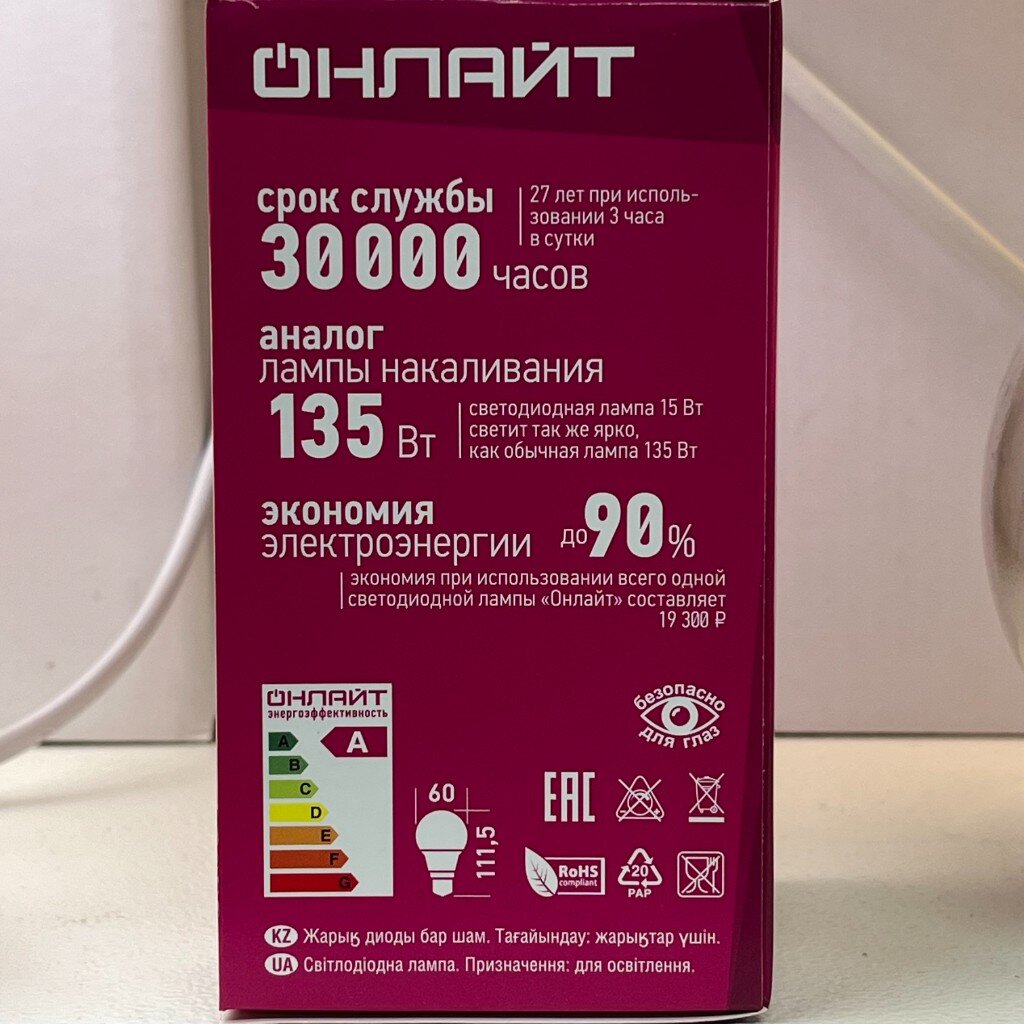 ОНЛАЙТ
срок службы
30 000 часов
27 лет при исполь-
зовании 3 часа
в сутки
аналог
лампы накаливания
135 Вт
светодиодная лампа 15 Вт
светит так же ярко,
как обычная лампа 135 Вт
экономия
электроэнергии
до 90%
экономия при использовании всего одной
светодиодной лампы «Онлайт» составляет
19 300 ₽
ОНЛАЙТ
энергоэффективность
A
A
B
C
D
E
F
G
60
111,5
безопасно
для глаз
EAC
RoHS
compliant
20
PAP
KZ Жарық диоды бар шам. Тағайындау: жарықтар үшін.
UA Світлодіодна лампа. Призначення: для освітлення.